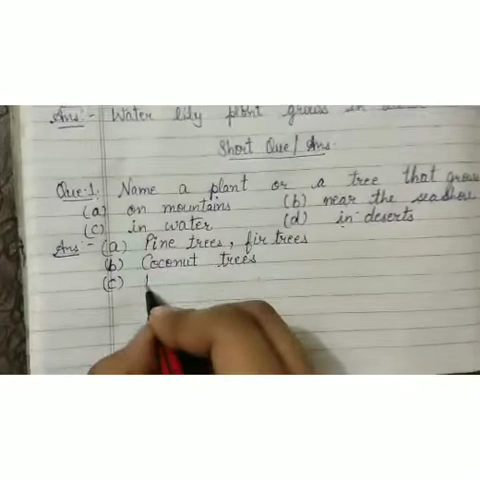 Ans:- Water lily plant grows in
Short Que/Ans.
Que.1. Name a plant or a tree that grows
(a) on mountains (b) near the seashore
(c) in water (d) in deserts
Ans:- (a) Pine trees, fir trees
(b) Coconut trees
(c)